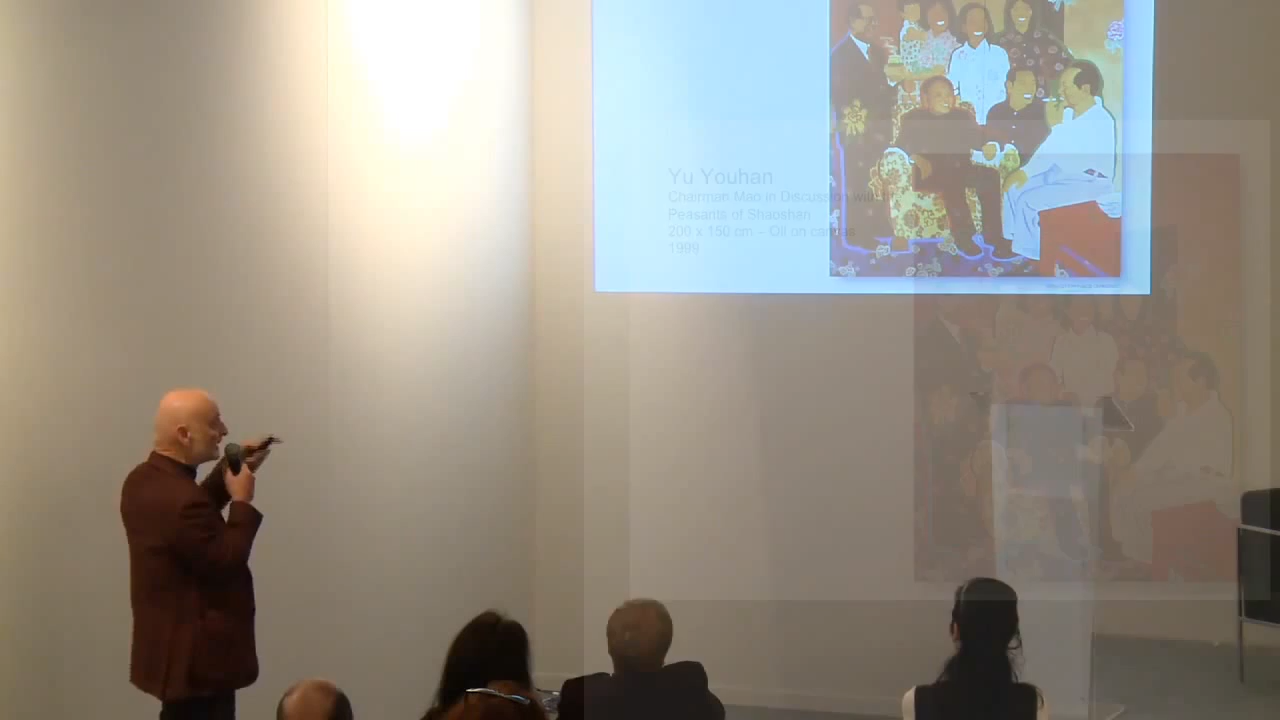 Yu Youhan
Chairman Mao in Discussion with
Peasants of Shaoshan
200 x 150 cm – Oil on canvas
1999